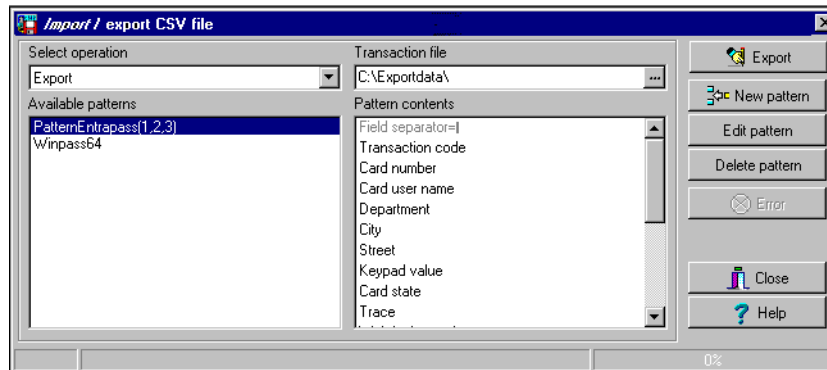 Import / export CSV file
Select operation
Export
Available patterns
PatternEntrapass(1,2,3)
Winpass64
Transaction file
C:\Exportdata\
...
Pattern contents
Field separator=|
Transaction code
Card number
Card user name
Department
City
Street
Keypad value
Card state
Trace
Export
New pattern
Edit pattern
Delete pattern
Error
Close
? Help
0%